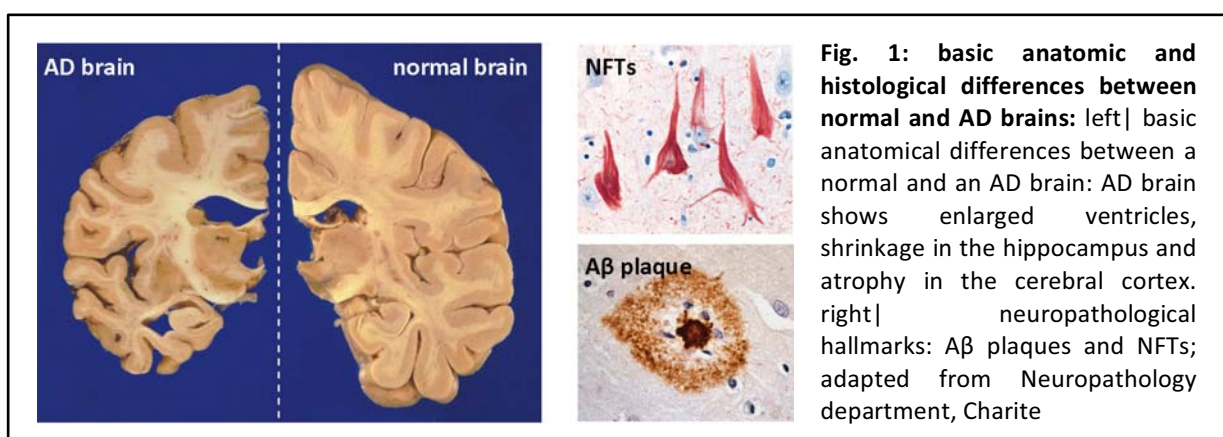 AD brain
normal brain
NFTs
Aβ plaque
Fig. 1: basic anatomic and
histological differences between
normal and AD brains: left| basic
anatomical differences between a
normal and an AD brain: AD brain
shows enlarged ventricles,
shrinkage in the hippocampus and
atrophy in the cerebral cortex.
right| neuropathological
hallmarks: Aβ plaques and NFTs;
adapted from Neuropathology
department, Charite